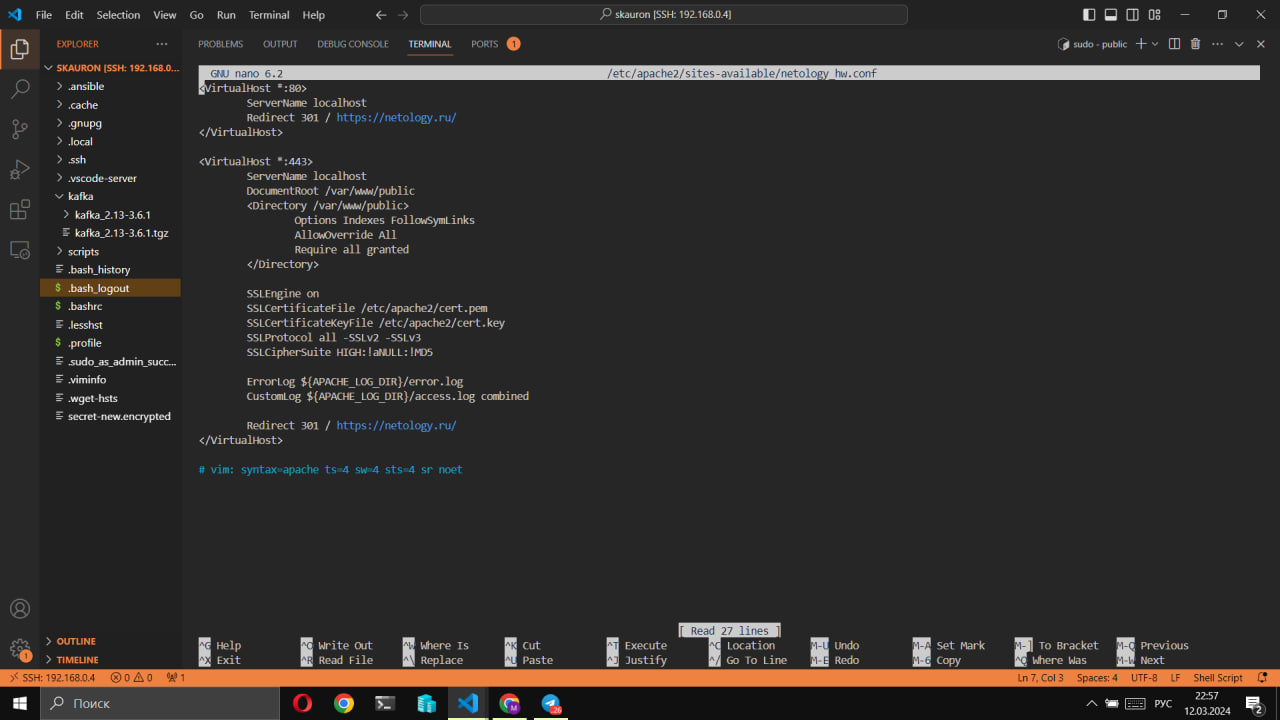 File Edit Selection View Go Run Terminal Help
skauron [SSH: 192.168.0.4]
EXPLORER
SKAURON [SSH: 192.168.0...
.ansible
.cache
.gnupg
.local
.ssh
.vscode-server
kafka
kafka_2.13-3.6.1
kafka_2.13-3.6.1.tgz
scripts
.bash_history
$ .bash_logout
$ .bashrc
.lesshst
$ .profile
.sudo_as_admin_succ...
.viminfo
.wget-hsts
secret-new.encrypted
OUTLINE
TIMELINE
1
PROBLEMS OUTPUT DEBUG CONSOLE TERMINAL PORTS 1
sudo - public
GNU nano 6.2 /etc/apache2/sites-available/netology_hw.conf
<VirtualHost *:80>
ServerName localhost
Redirect 301 / https://netology.ru/
</VirtualHost>
<VirtualHost *:443>
ServerName localhost
DocumentRoot /var/www/public
<Directory /var/www/public>
Options Indexes FollowSymLinks
AllowOverride All
Require all granted
</Directory>
SSLEngine on
SSLCertificateFile /etc/apache2/cert.pem
SSLCertificateKeyFile /etc/apache2/cert.key
SSLProtocol all -SSLv2 -SSLv3
SSLCipherSuite HIGH:!aNULL:!MD5
ErrorLog ${APACHE_LOG_DIR}/error.log
CustomLog ${APACHE_LOG_DIR}/access.log combined
Redirect 301 / https://netology.ru/
</VirtualHost>
# vim: syntax=apache ts=4 sw=4 sts=4 sr noet
[ Read 27 lines ]
^G Help ^O Write Out ^W Where Is ^K Cut ^T Execute ^C Location M-U Undo M-A Set Mark M-] To Bracket M-Q Previous
^X Exit ^R Read File ^\ Replace ^U Paste ^J Justify ^/ Go To Line M-E Redo M-6 Copy ^Q Where Was M-W Next
SSH: 192.168.0.4 0 0 1 Ln 7, Col 3 Spaces: 4 UTF-8 LF Shell Script
Поиск
26
РУС
22:57
12.03.2024
2